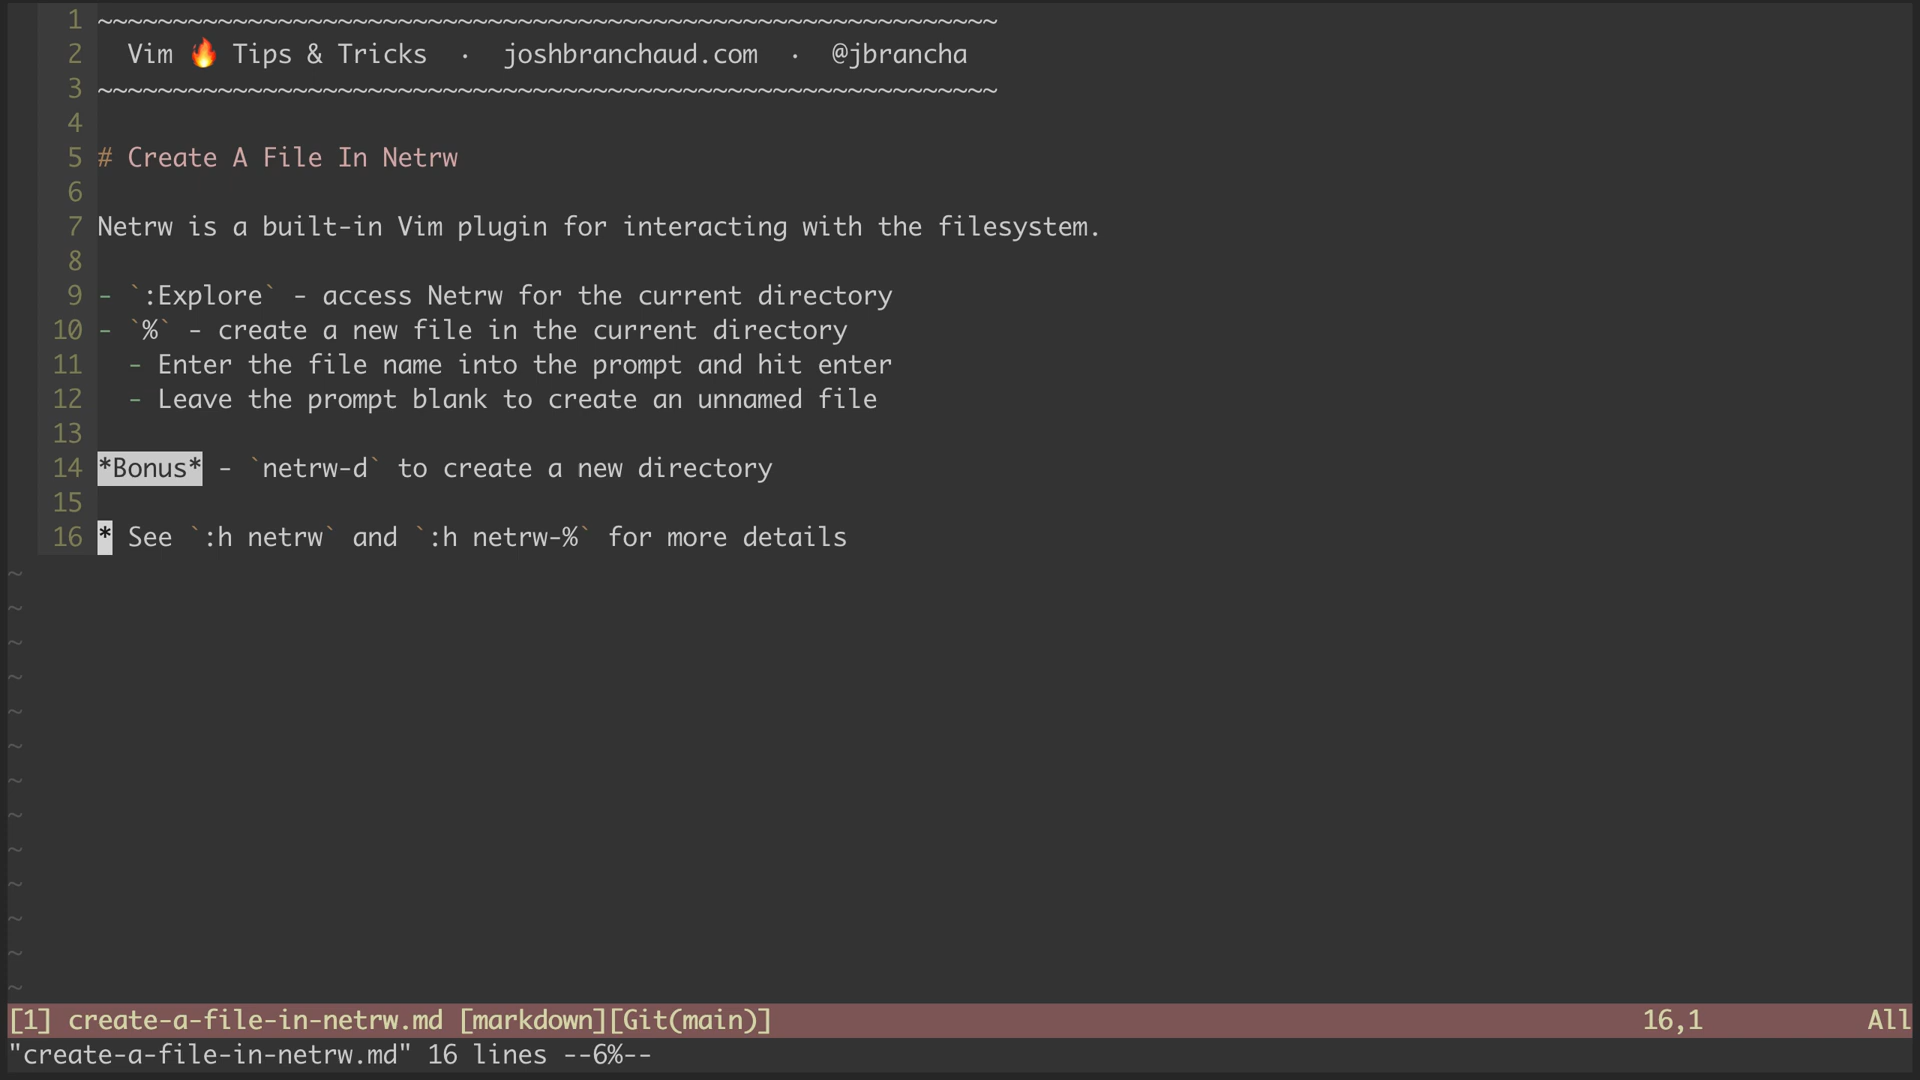 1 ~~~~~~~~~~~~~~~~~~~~~~~~~~~~~~~~~~~~~~~~~~~~~~~~~~~~~~~~~~~~
2   Vim 🔥 Tips & Tricks  ·  joshbranchaud.com  ·  @jbrancha
3 ~~~~~~~~~~~~~~~~~~~~~~~~~~~~~~~~~~~~~~~~~~~~~~~~~~~~~~~~~~~~
4
5 # Create A File In Netrw
6
7 Netrw is a built-in Vim plugin for interacting with the filesystem.
8
9 - `:Explore` - access Netrw for the current directory
10 - `%` - create a new file in the current directory
11   - Enter the file name into the prompt and hit enter
12   - Leave the prompt blank to create an unnamed file
13
14 *Bonus* - `netrw-d` to create a new directory
15
16 * See `:h netrw` and `:h netrw-%` for more details
~
~
~
~
~
~
~
~
~
~
~
~
~
[1] create-a-file-in-netrw.md [markdown][Git(main)] 16,1 All
"create-a-file-in-netrw.md" 16 lines --6%--